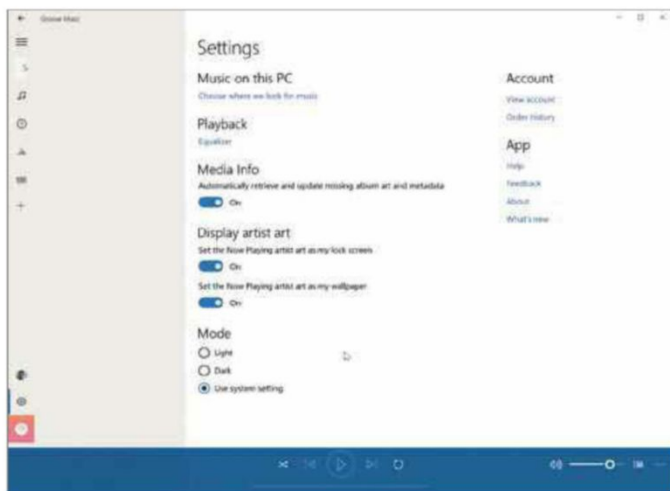 Groove Music
Settings
Music on this PC
Choose where we look for music
Playback
Equalizer
Media Info
Automatically retrieve and update missing album art and metadata
On
Display artist art
Set the Now Playing artist art as my lock screen
On
Set the Now Playing artist art as my wallpaper
On
Mode
Light
Dark
Use system setting
Account
View account
Order history
App
Help
Feedback
About
What's new